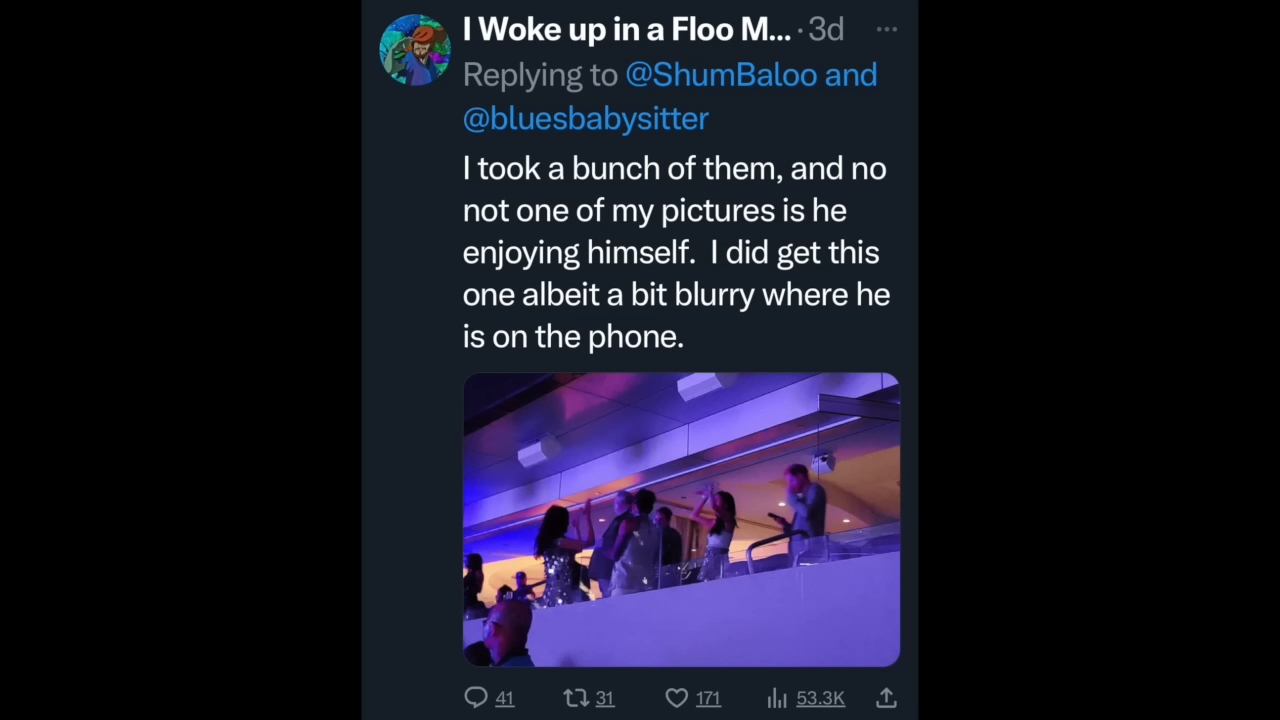 I Woke up in a Floo M... · 3d
Replying to @ShumBaloo and
@bluesbabysitter
I took a bunch of them, and no
not one of my pictures is he
enjoying himself.  I did get this
one albeit a bit blurry where he
is on the phone.
41 31 171 53.3K